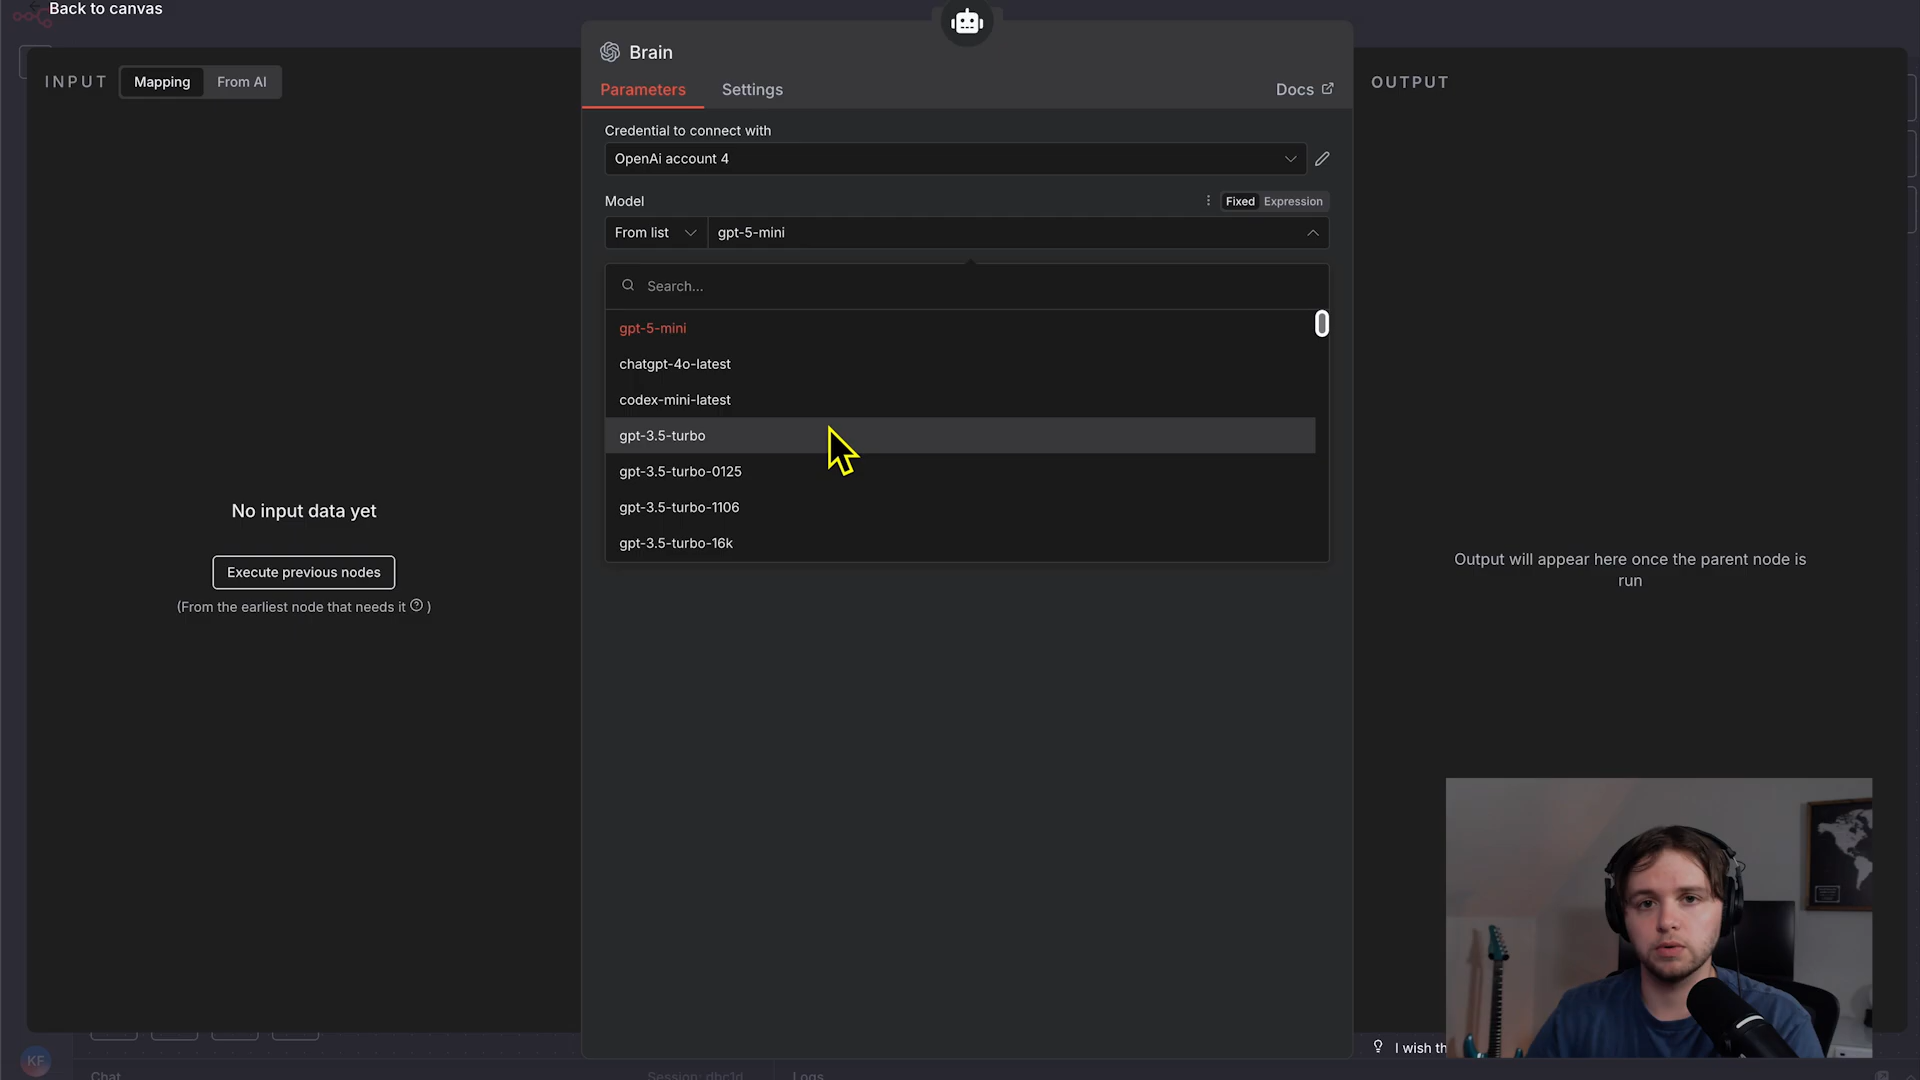 Back to canvas
INPUT
Mapping
From AI
No input data yet
Execute previous nodes
(From the earliest node that needs it ? )
Brain
Parameters
Settings
Docs
Credential to connect with
OpenAi account 4
Model
Fixed
Expression
From list
gpt-5-mini
Search...
gpt-5-mini
chatgpt-4o-latest
codex-mini-latest
gpt-3.5-turbo
gpt-3.5-turbo-0125
gpt-3.5-turbo-1106
gpt-3.5-turbo-16k
OUTPUT
Output will appear here once the parent node is
run
I wish th
KF
Chat
Session: dbc1d
Logs